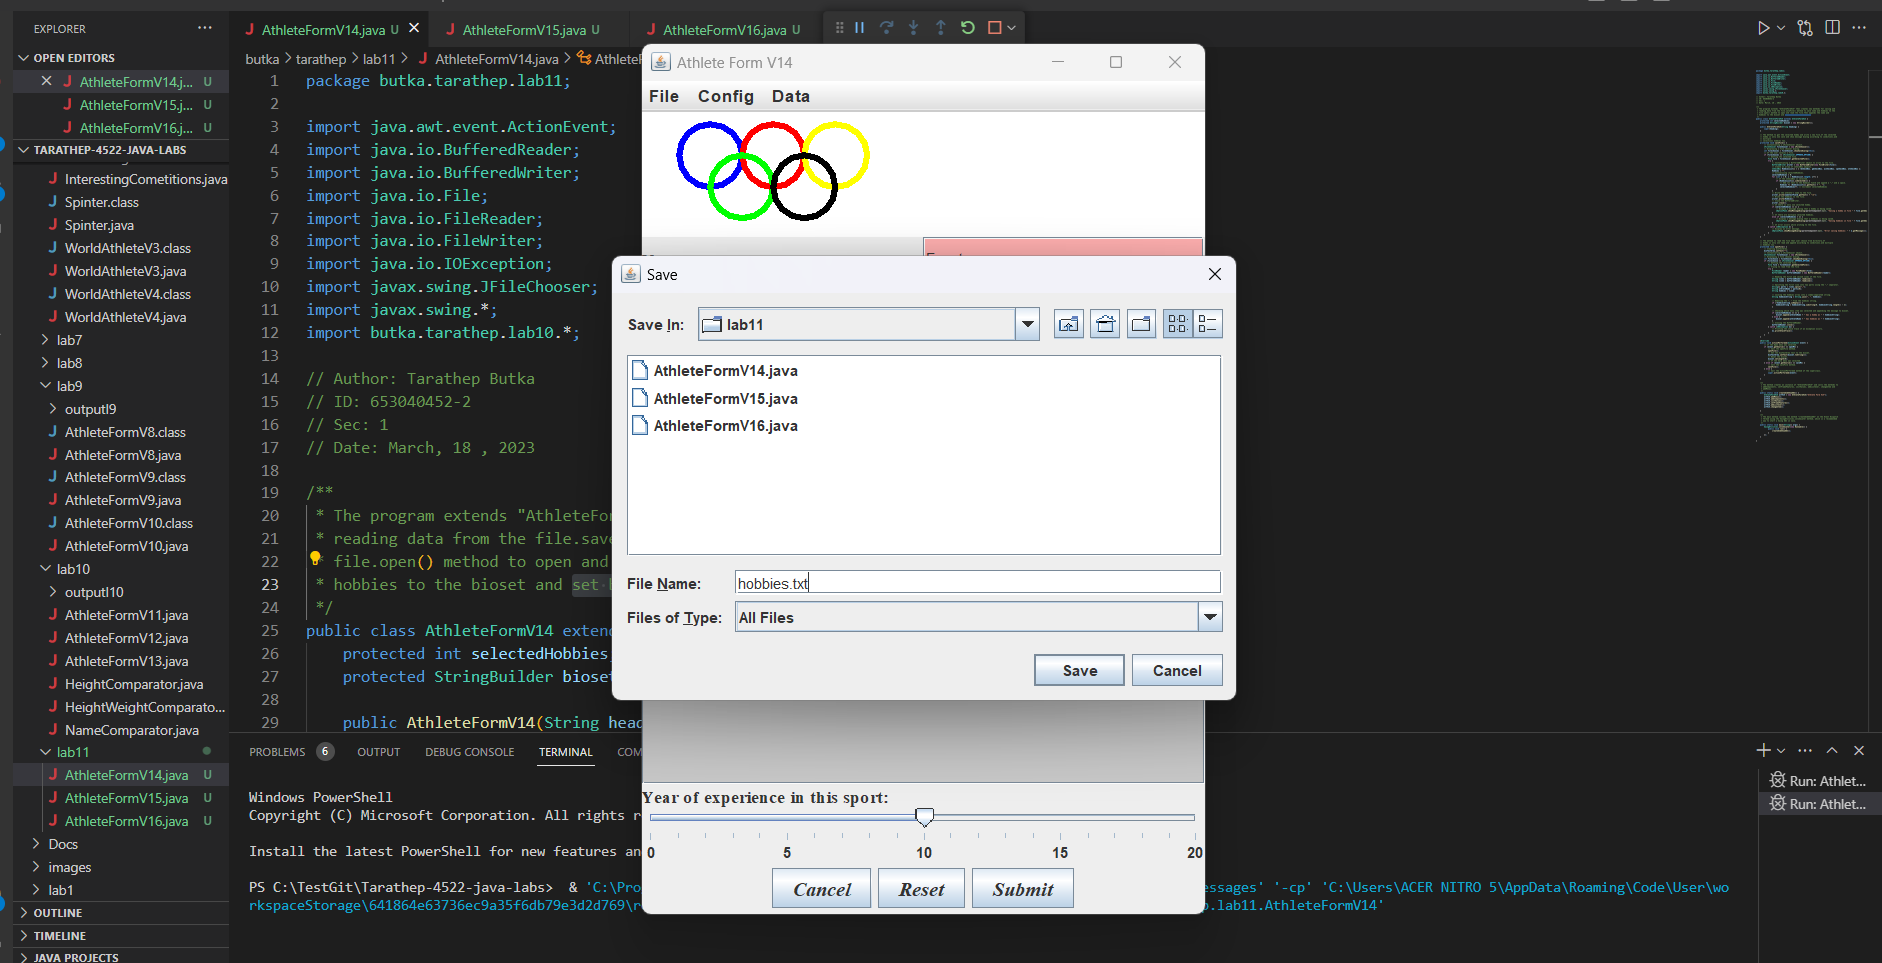 EXPLORER
OPEN EDITORS
AthleteFormV14.j... U
AthleteFormV15.j... U
AthleteFormV16.j... U
TARATHEP-4522-JAVA-LABS
InterestingCometitions.java
Spinter.class
Spinter.java
WorldAthleteV3.class
WorldAthleteV3.java
WorldAthleteV4.class
WorldAthleteV4.java
lab7
lab8
lab9
outputl9
AthleteFormV8.class
AthleteFormV8.java
AthleteFormV9.class
AthleteFormV9.java
AthleteFormV10.class
AthleteFormV10.java
lab10
outputl10
AthleteFormV11.java
AthleteFormV12.java
AthleteFormV13.java
HeightComparator.java
HeightWeightComparato...
NameComparator.java
lab11
AthleteFormV14.java U
AthleteFormV15.java U
AthleteFormV16.java U
Docs
images
lab1
OUTLINE
TIMELINE
JAVA PROJECTS
AthleteFormV14.java U
AthleteFormV15.java U
AthleteFormV16.java U
butka > tarathep > lab11 > AthleteFormV14.java > AthleteF
1 package butka.tarathep.lab11;
2
3 import java.awt.event.ActionEvent;
4 import java.io.BufferedReader;
5 import java.io.BufferedWriter;
6 import java.io.File;
7 import java.io.FileReader;
8 import java.io.FileWriter;
9 import java.io.IOException;
10 import javax.swing.JFileChooser;
11 import javax.swing.*;
12 import butka.tarathep.lab10.*;
13
14 // Author: Tarathep Butka
15 // ID: 653040452-2
16 // Sec: 1
17 // Date: March, 18 , 2023
18
19 /**
20 * The program extends "AthleteFo
21 * reading data from the file.save
22 * file.open() method to open and
23 * hobbies to the bioset and set
24 */
25 public class AthleteFormV14 extend
26 protected int selectedHobbies
27 protected StringBuilder bioset
28
29 public AthleteFormV14(String head
Athlete Form V14
File Config Data
Save
Save In: lab11
AthleteFormV14.java
AthleteFormV15.java
AthleteFormV16.java
File Name: hobbies.txt
Files of Type: All Files
Save Cancel
Year of experience in this sport:
0 5 10 15 20
Cancel Reset Submit
PROBLEMS 6 OUTPUT DEBUG CONSOLE TERMINAL COM
Windows PowerShell
Copyright (C) Microsoft Corporation. All rights r
Install the latest PowerShell for new features an
PS C:\TestGit\Tarathep-4522-java-labs> & 'C:\Pro essages' '-cp' 'C:\Users\ACER NITRO 5\AppData\Roaming\Code\User\wo
rkspaceStorage\641864e63736ec9a35f6db79e3d2d769\r p.lab11.AthleteFormV14'
Run: Athlet...
Run: Athlet...